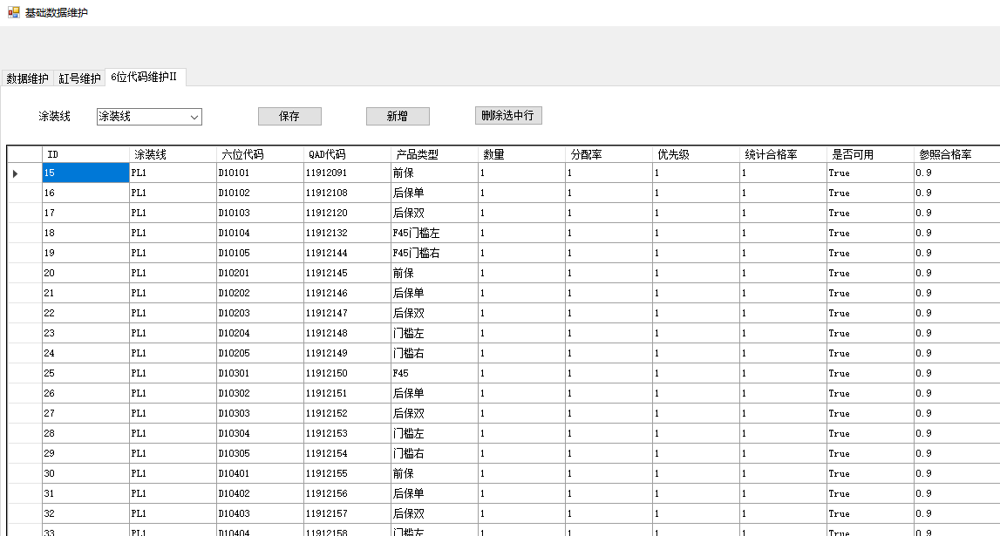 基础数据维护
数据维护 缸号维护 6位代码维护II
涂装线 涂装线 保存 新增 删除选中行
ID 涂装线 六位代码 QAD代码 产品类型 数量 分配率 优先级 统计合格率 是否可用 参照合格率
15 PL1 D10101 11912091 前保 1 1 1 1 True 0.9
16 PL1 D10102 11912108 后保单 1 1 1 1 True 0.9
17 PL1 D10103 11912120 后保双 1 1 1 1 True 0.9
18 PL1 D10104 11912132 F45门槛左 1 1 1 1 True 0.9
19 PL1 D10105 11912144 F45门槛右 1 1 1 1 True 0.9
20 PL1 D10201 11912145 前保 1 1 1 1 True 0.9
21 PL1 D10202 11912146 后保单 1 1 1 1 True 0.9
22 PL1 D10203 11912147 后保双 1 1 1 1 True 0.9
23 PL1 D10204 11912148 门槛左 1 1 1 1 True 0.9
24 PL1 D10205 11912149 门槛右 1 1 1 1 True 0.9
25 PL1 D10301 11912150 F45 1 1 1 1 True 0.9
26 PL1 D10302 11912151 后保单 1 1 1 1 True 0.9
27 PL1 D10303 11912152 后保双 1 1 1 1 True 0.9
28 PL1 D10304 11912153 门槛左 1 1 1 1 True 0.9
29 PL1 D10305 11912154 门槛右 1 1 1 1 True 0.9
30 PL1 D10401 11912155 前保 1 1 1 1 True 0.9
31 PL1 D10402 11912156 后保单 1 1 1 1 True 0.9
32 PL1 D10403 11912157 后保双 1 1 1 1 True 0.9
33 PL1 D10404 11912158 门槛左 1 1 1 1 True 0.9